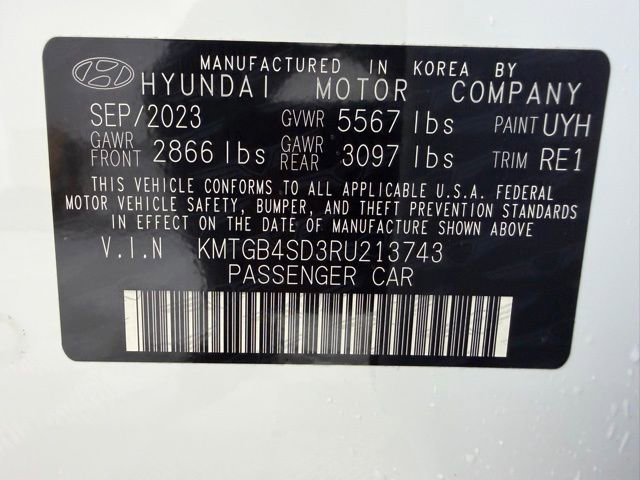 MANUFACTURED IN KOREA BY
HYUNDAI MOTOR COMPANY
SEP/2023 GVWR 5567 lbs PAINT UYH
GAWR FRONT 2866 lbs GAWR REAR 3097 lbs TRIM RE1
THIS VEHICLE CONFORMS TO ALL APPLICABLE U.S.A. FEDERAL
MOTOR VEHICLE SAFETY, BUMPER, AND THEFT PREVENTION STANDARDS
IN EFFECT ON THE DATE OF MANUFACTURE SHOWN ABOVE.
V.I.N KMTGB4SD3RU213743
PASSENGER CAR